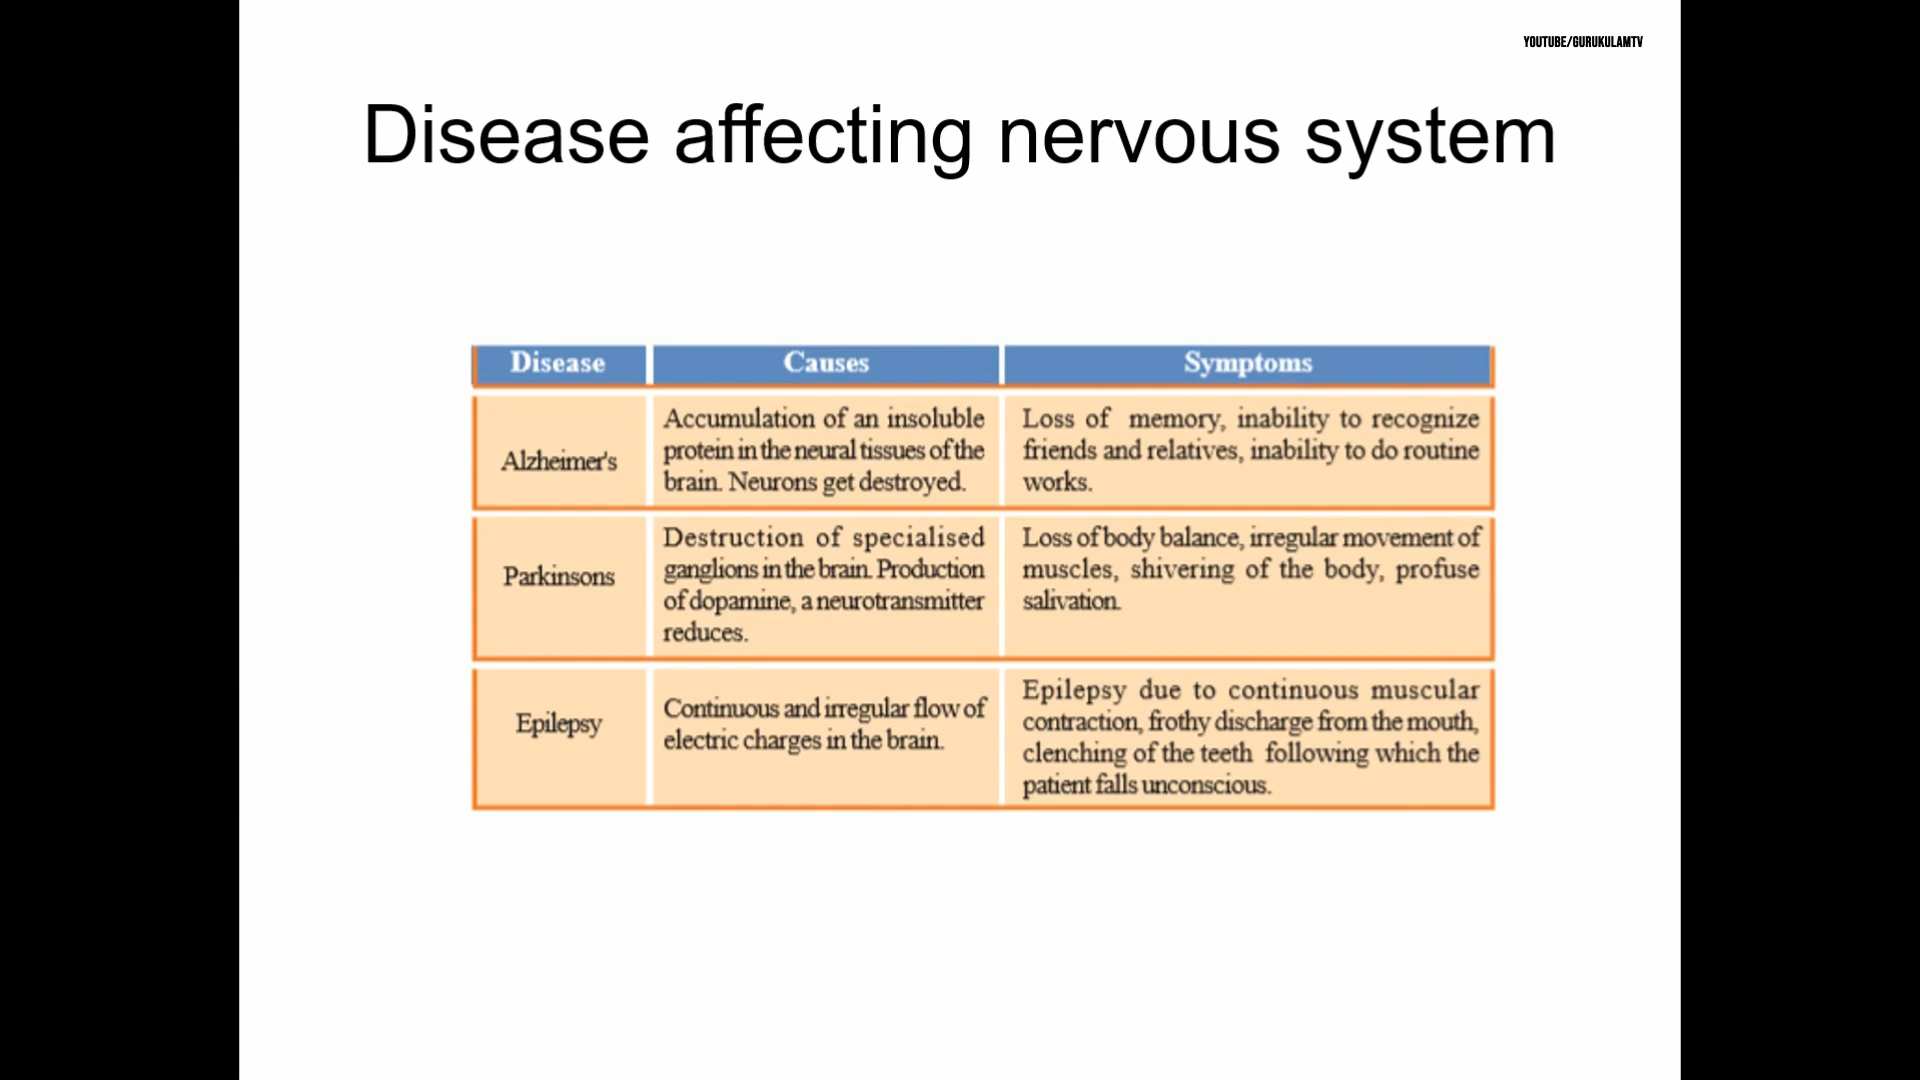 YOUTUBE/GURUKULAMTV
Disease affecting nervous system
Disease Causes Symptoms
Alzheimer's
Accumulation of an insoluble
protein in the neural tissues of the
brain. Neurons get destroyed.
Loss of memory, inability to recognize
friends and relatives, inability to do routine
works.
Parkinsons
Destruction of specialised
ganglions in the brain. Production
of dopamine, a neurotransmitter
reduces.
Loss of body balance, irregular movement of
muscles, shivering of the body, profuse
salivation.
Epilepsy
Continuous and irregular flow of
electric charges in the brain.
Epilepsy due to continuous muscular
contraction, frothy discharge from the mouth,
clenching of the teeth following which the
patient falls unconscious.